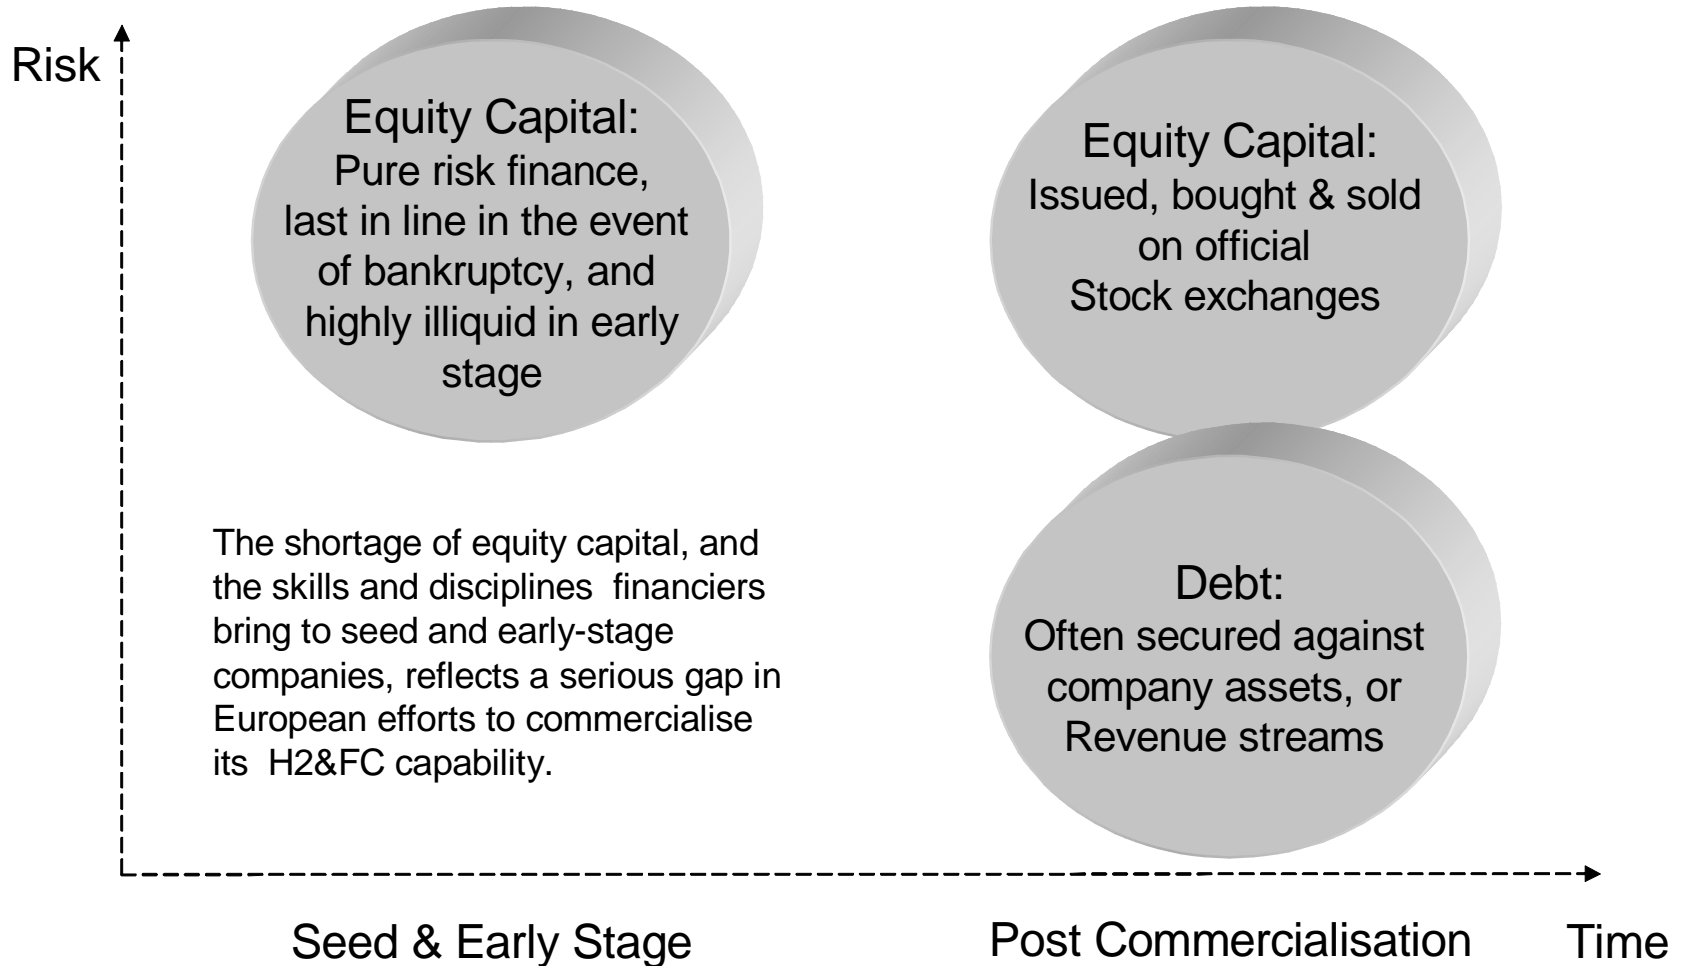 Risk
Equity Capital:
Pure risk finance,
last in line in the event
of bankruptcy, and
highly illiquid in early
stage
Equity Capital:
Issued, bought & sold
on official
Stock exchanges
The shortage of equity capital, and
the skills and disciplines  financiers
bring to seed and early-stage
companies, reflects a serious gap in
European efforts to commercialise
its  H2&FC capability.
Debt:
Often secured against
company assets, or
Revenue streams
Seed & Early Stage
Post Commercialisation
Time